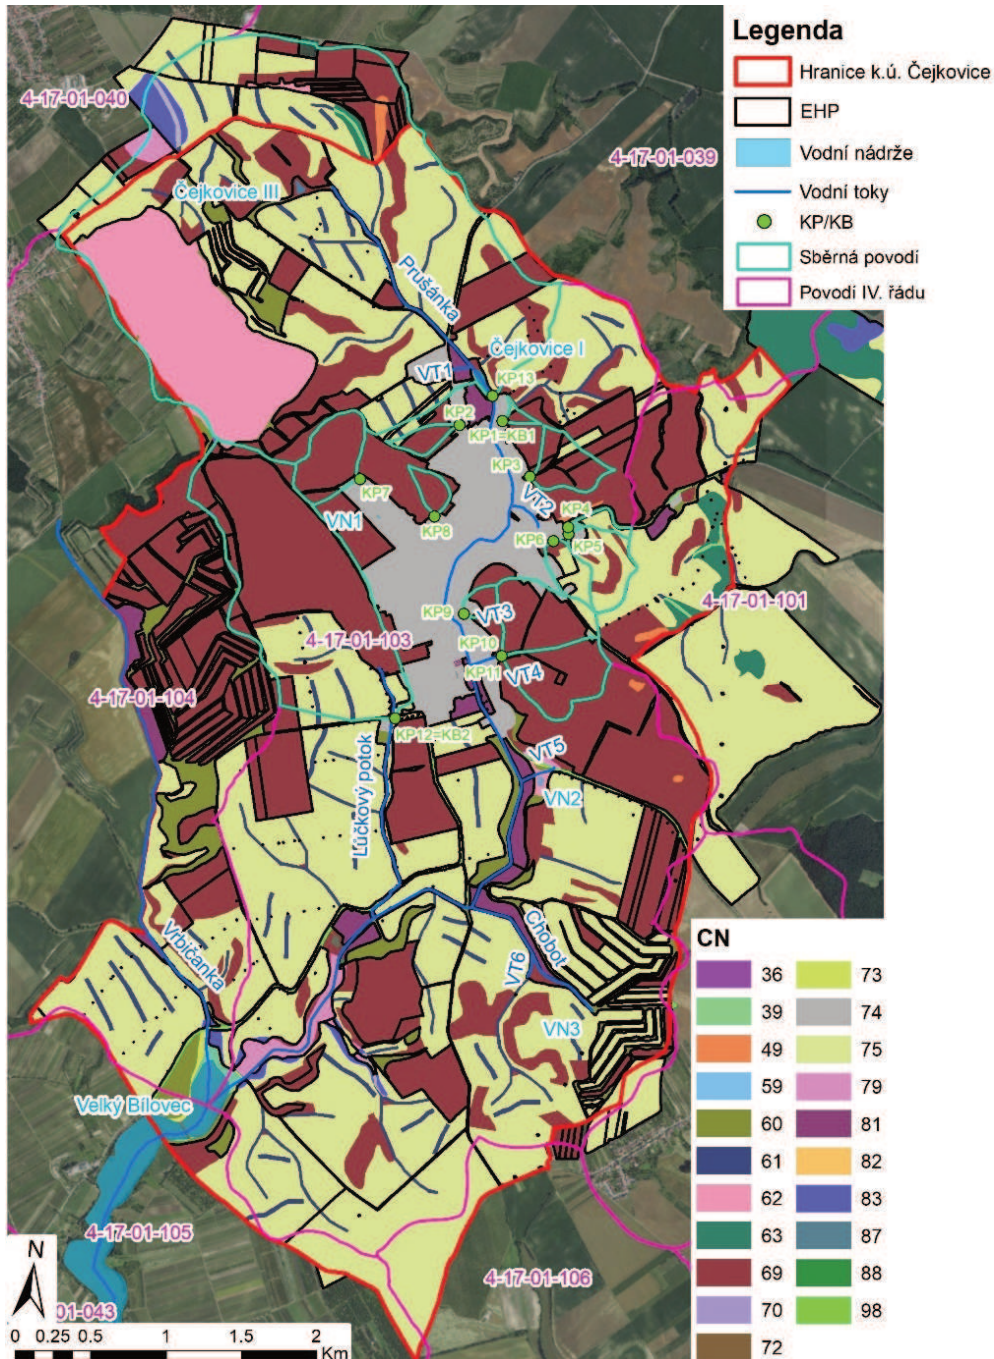 Legenda
Hranice k.ú. Čejkovice
EHP
Vodní nádrže
Vodní toky
KP/KB
Sběrná povodí
Povodí IV. řádu
4-17-01-040
4-17-01-039
Čejkovice III
Prušánka
Čejkovice I
VT1
KP13
KP2
KP1=KB1
KP3
KP7
VT2
VN1
KP8
KP4
KP6
KP5
4-17-01-101
KP9
VT3
4-17-01-103
KP10
KP11
VT4
4-17-01-104
KP12=KB2
VT5
Lúčkový potok
VN2
Vrbičanka
Chobot
VT6
VN3
Velký Bílovec
4-17-01-105
4-17-01-106
01-043
N
0 0.25 0.5 1 1.5 2
Km
CN
36 73
39 74
49 75
59 79
60 81
61 82
62 83
63 87
69 88
70 98
72